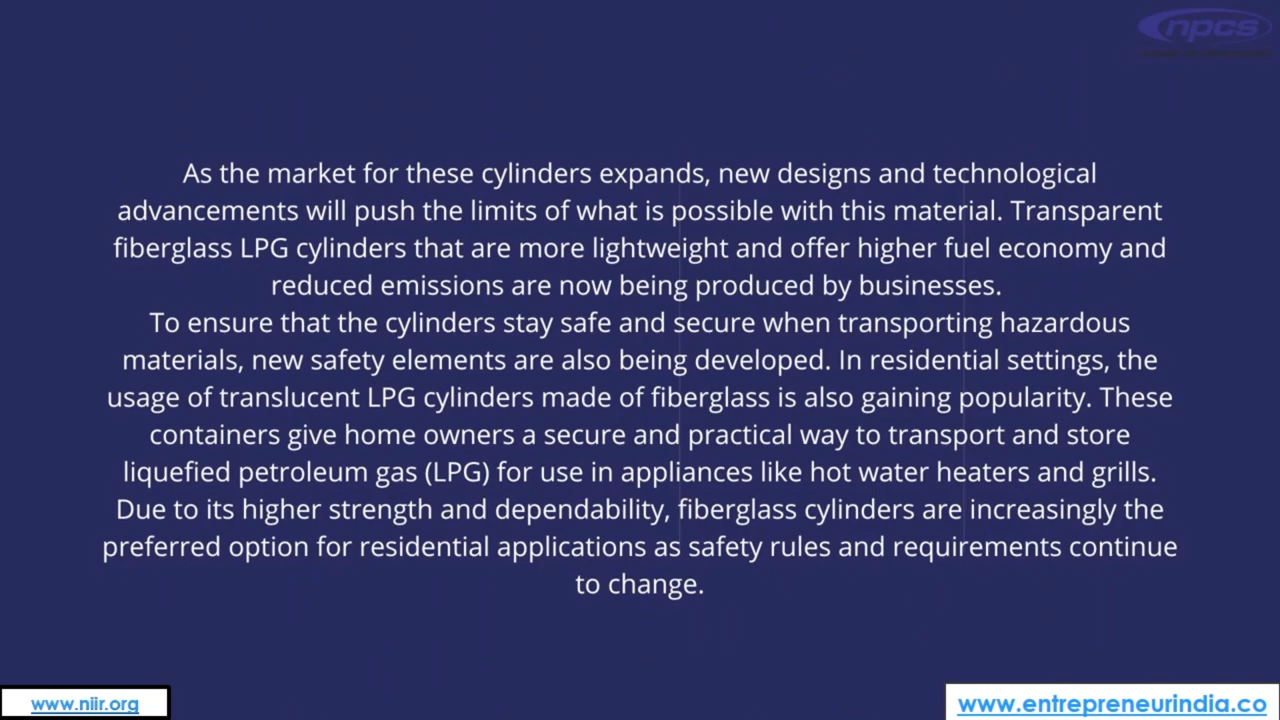 npcs
As the market for these cylinders expands, new designs and technological
advancements will push the limits of what is possible with this material. Transparent
fiberglass LPG cylinders that are more lightweight and offer higher fuel economy and
reduced emissions are now being produced by businesses.
To ensure that the cylinders stay safe and secure when transporting hazardous
materials, new safety elements are also being developed. In residential settings, the
usage of translucent LPG cylinders made of fiberglass is also gaining popularity. These
containers give home owners a secure and practical way to transport and store
liquefied petroleum gas (LPG) for use in appliances like hot water heaters and grills.
Due to its higher strength and dependability, fiberglass cylinders are increasingly the
preferred option for residential applications as safety rules and requirements continue
to change.
www.niir.org
www.entrepreneurindia.co